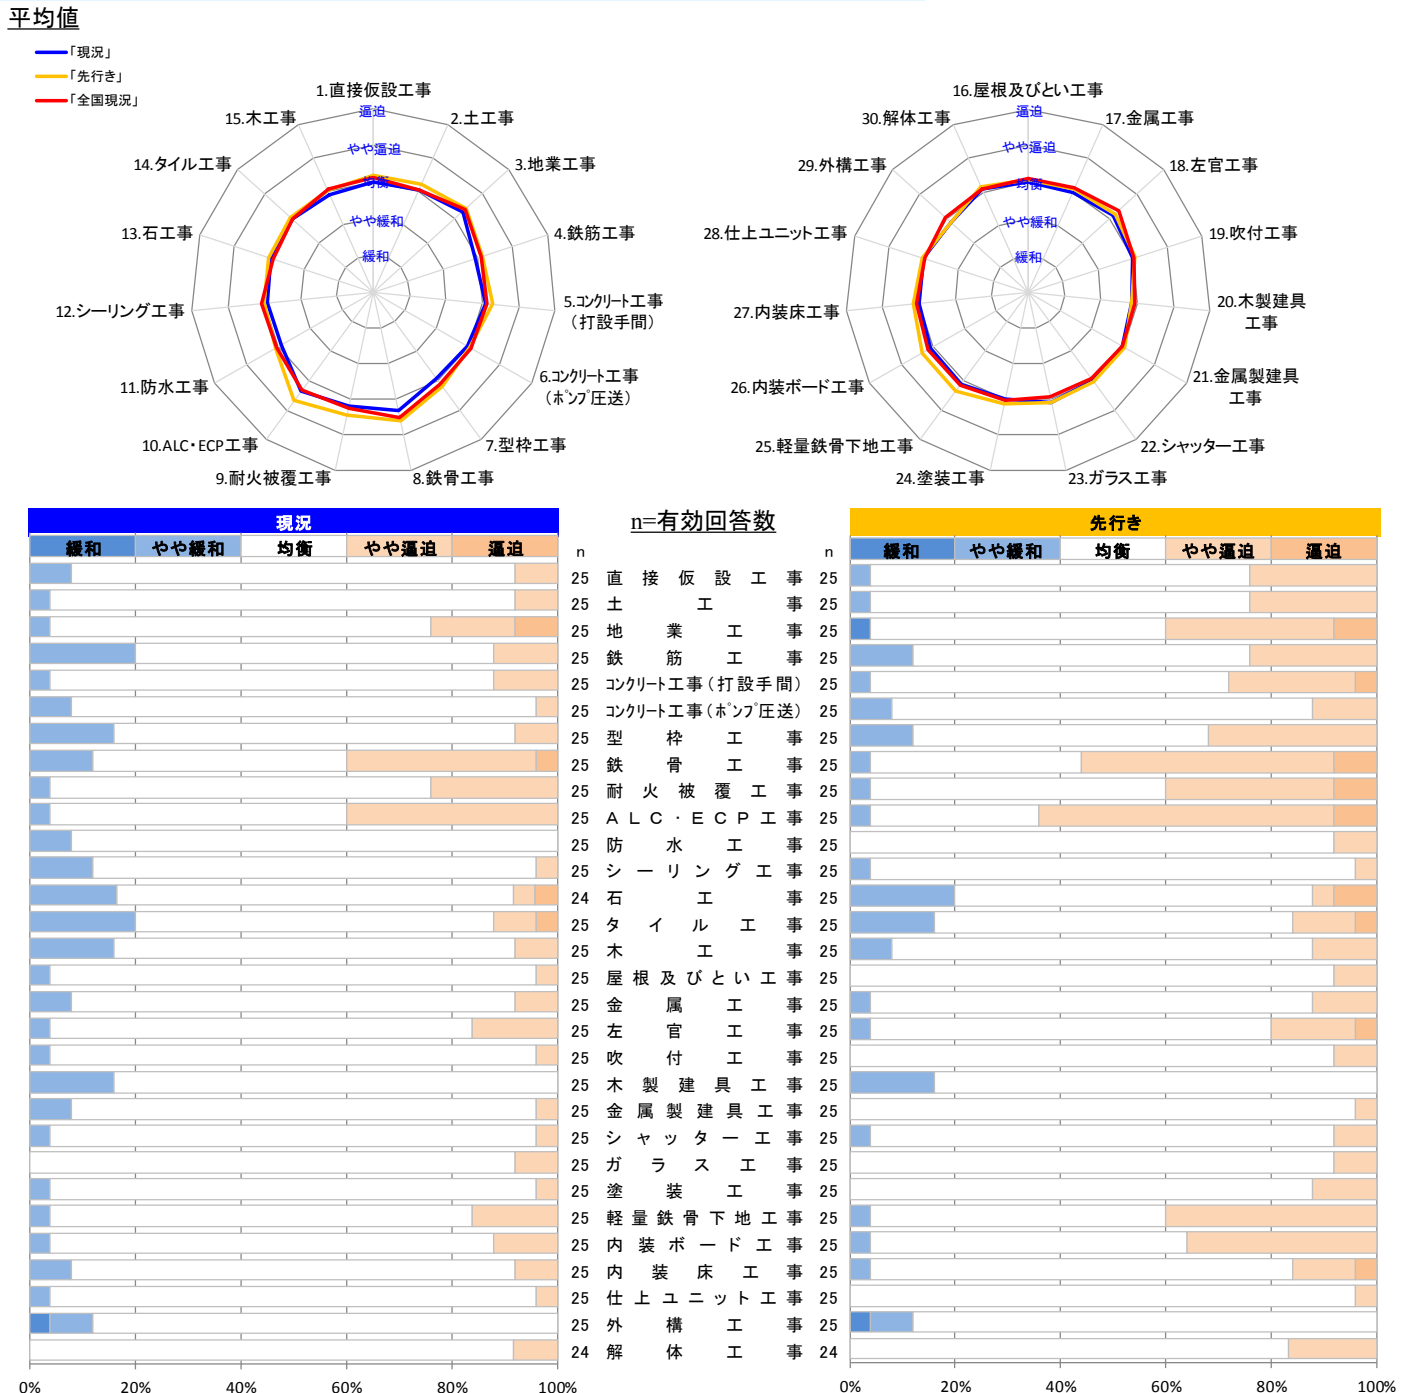 平均値
「現況」
「先行き」
「全国現況」
1.直接仮設工事
2.土工事
3.地業工事
4.鉄筋工事
5.ｺﾝｸﾘｰﾄ工事
（打設手間）
6.ｺﾝｸﾘｰﾄ工事
（ﾎﾟﾝﾌﾟ圧送）
7.型枠工事
8.鉄骨工事
9.耐火被覆工事
10.ALC・ECP工事
11.防水工事
12.シーリング工事
13.石工事
14.タイル工事
15.木工事
逼迫
やや逼迫
均衡
やや緩和
緩和
16.屋根及びとい工事
17.金属工事
18.左官工事
19.吹付工事
20.木製建具
工事
21.金属製建具
工事
22.シャッター工事
23.ガラス工事
24.塗装工事
25.軽量鉄骨下地工事
26.内装ボード工事
27.内装床工事
28.仕上ユニット工事
29.外構工事
30.解体工事
逼迫
やや逼迫
均衡
やや緩和
緩和
現況 n=有効回答数 先行き
緩和 やや緩和 均衡 やや逼迫 逼迫 n n 緩和 やや緩和 均衡 やや逼迫 逼迫
25 直接仮設工事 25
25 土工事 25
25 地業工事 25
25 鉄筋工事 25
25 ｺﾝｸﾘｰﾄ工事（打設手間） 25
25 ｺﾝｸﾘｰﾄ工事（ﾎﾟﾝﾌﾟ圧送） 25
25 型枠工事 25
25 鉄骨工事 25
25 耐火被覆工事 25
25 ＡＬＣ・ＥＣＰ工事 25
25 防水工事 25
25 シーリング工事 25
24 石工事 25
25 タイル工事 25
25 木工事 25
25 屋根及びとい工事 25
25 金属工事 25
25 左官工事 25
25 吹付工事 25
25 木製建具工事 25
25 金属製建具工事 25
25 シャッター工事 25
25 ガラス工事 25
25 塗装工事 25
25 軽量鉄骨下地工事 25
25 内装ボード工事 25
25 内装床工事 25
25 仕上ユニット工事 25
25 外構工事 25
24 解体工事 24
0% 20% 40% 60% 80% 100% 0% 20% 40% 60% 80% 100%